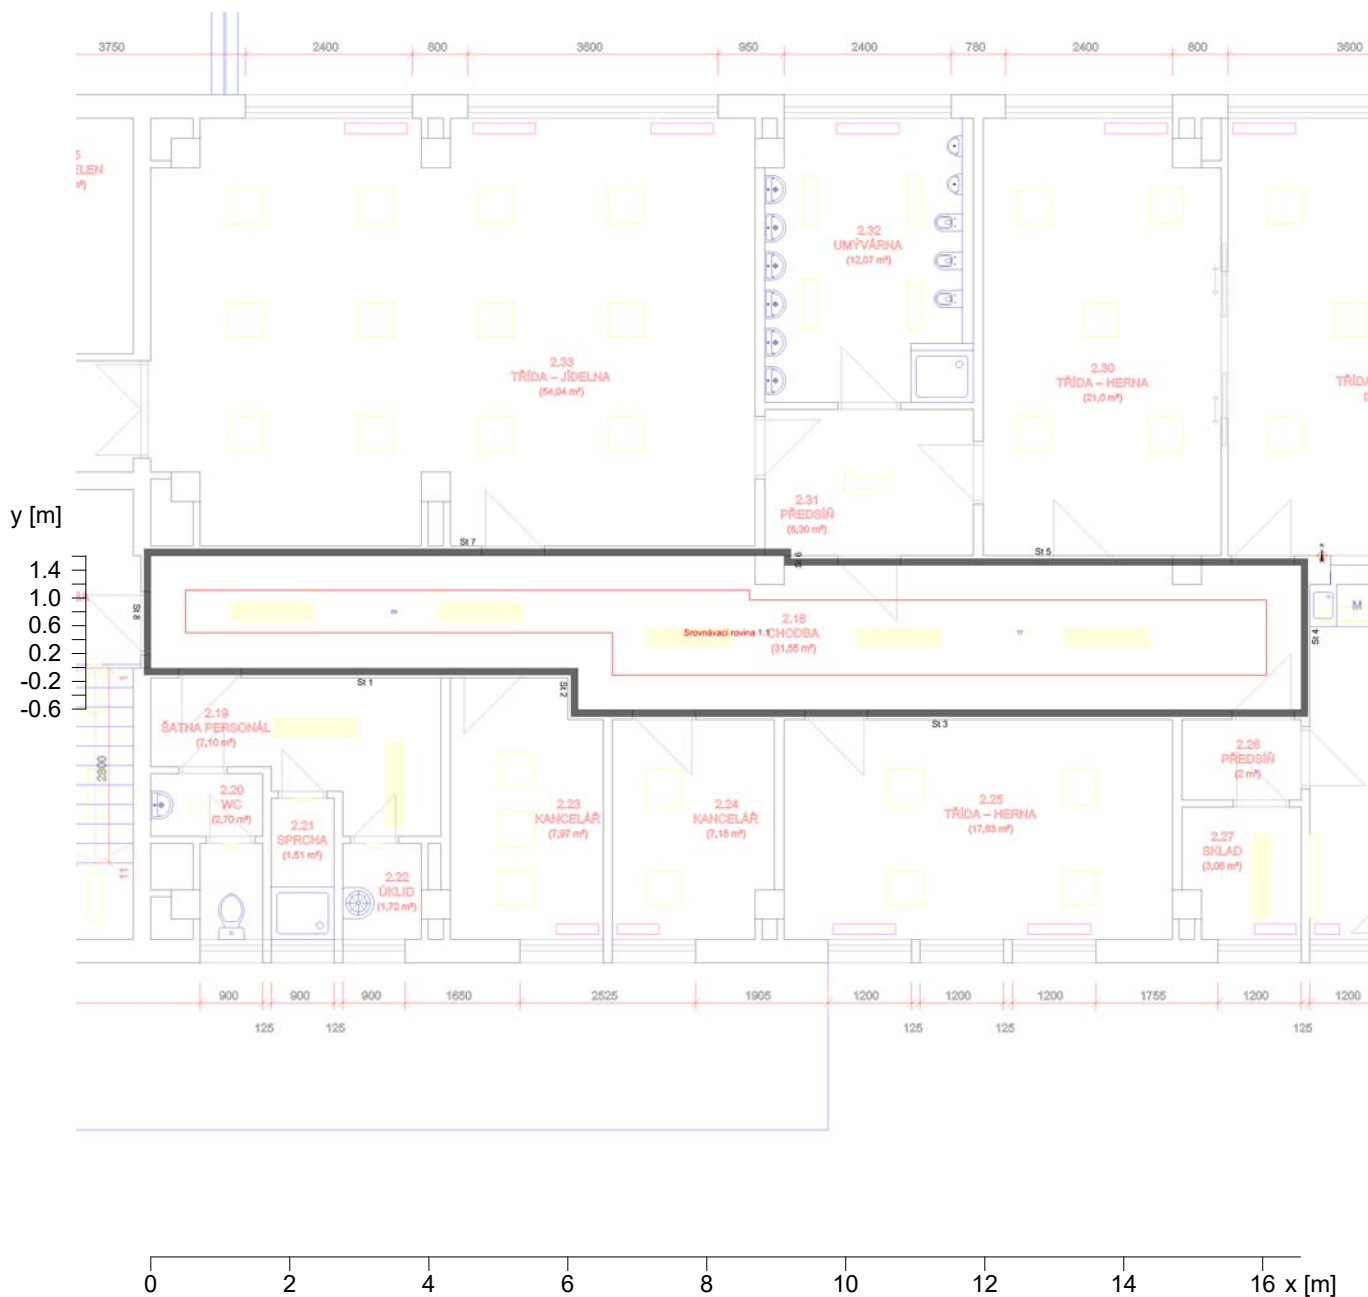 3750
2400
800
3600
950
2400
780
2400
800
3600
5
ELEN
m²)
2.32
UMÝVÁRNA
(12,07 m²)
2.33
TŘÍDA – JÍDELNA
(54,04 m²)
2.30
TŘÍDA – HERNA
(21,0 m²)
TŘÍDA
2.31
PŘEDSÍŇ
(6,30 m²)
y [m]
1.4
1.0
0.6
0.2
-0.2
-0.6
St 7
St 6
St 5
St 8
St 4
M
2.18
Srovnávací rovina 1.1
CHODBA
(31,55 m²)
St 1
St 2
St 3
1
2800
11
2.19
ŠATNA PERSONÁL
(7,10 m²)
2.20
WC
(2,70 m²)
2.21
SPRCHA
(1,51 m²)
2.22
ÚKLID
(1,72 m²)
2.23
KANCELÁŘ
(7,97 m²)
2.24
KANCELÁŘ
(7,18 m²)
2.25
TŘÍDA – HERNA
(17,53 m²)
2.26
PŘEDSÍŇ
(2 m²)
2.27
SKLAD
(3,06 m²)
900
900
900
1650
2525
1905
1200
1200
1200
1755
1200
1200
125
125
125
125
125
0
2
4
6
8
10
12
14
16
x [m]